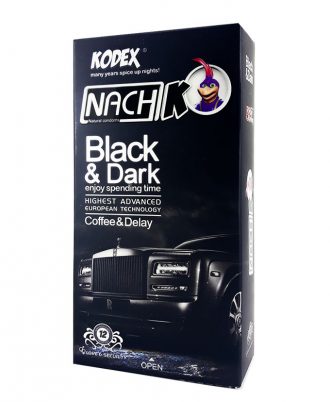 KODEX ®
many years spice up nights!
NACH K
Natural condoms
Black
& Dark
enjoy spending time
HIGHEST ADVANCED
EUROPEAN TECHNOLOGY
Coffee&Delay
12
OPEN